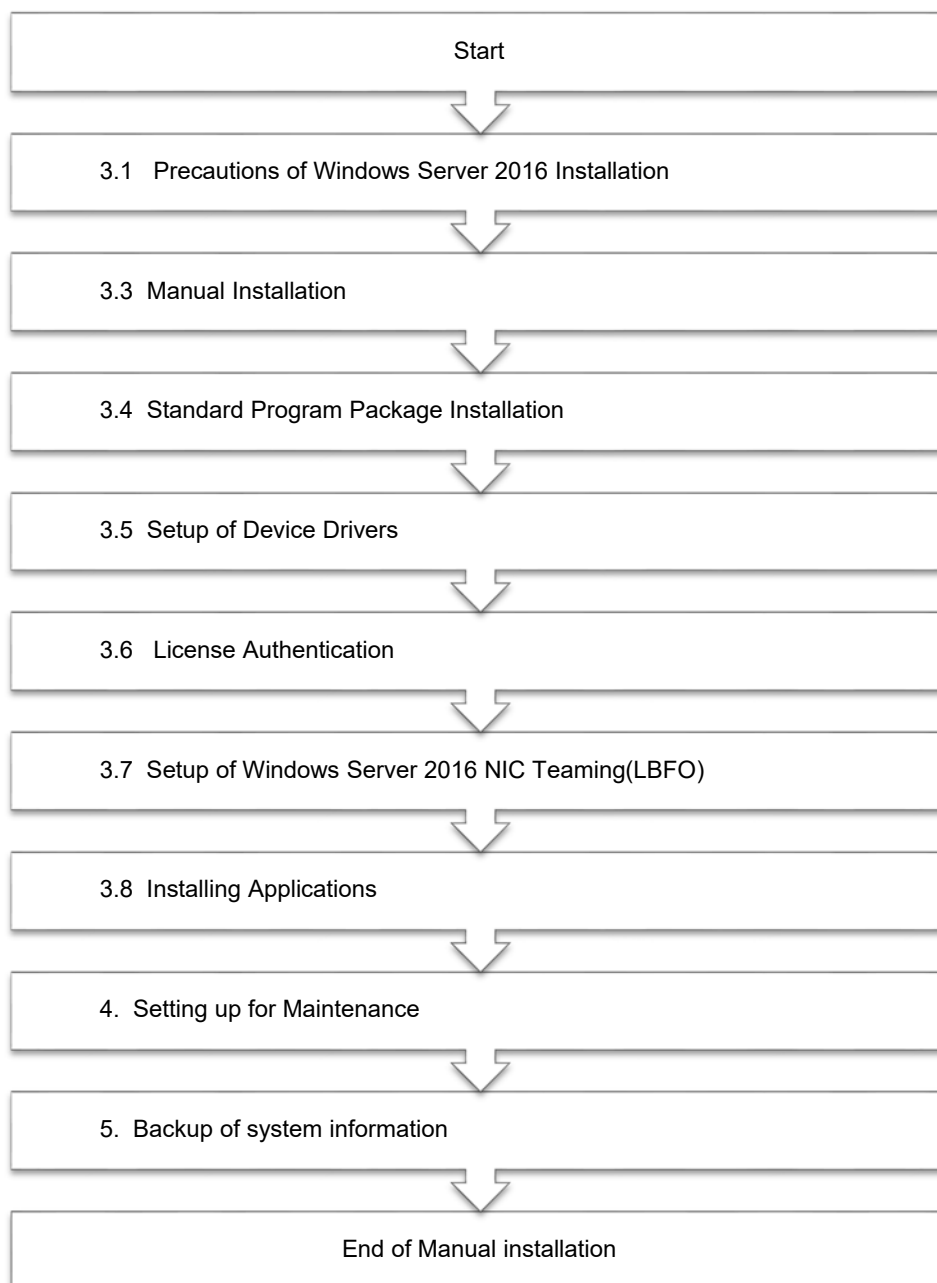 Start
3.1 Precautions of Windows Server 2016 Installation
3.3 Manual Installation
3.4 Standard Program Package Installation
3.5 Setup of Device Drivers
3.6 License Authentication
3.7 Setup of Windows Server 2016 NIC Teaming(LBFO)
3.8 Installing Applications
4. Setting up for Maintenance
5. Backup of system information
End of Manual installation